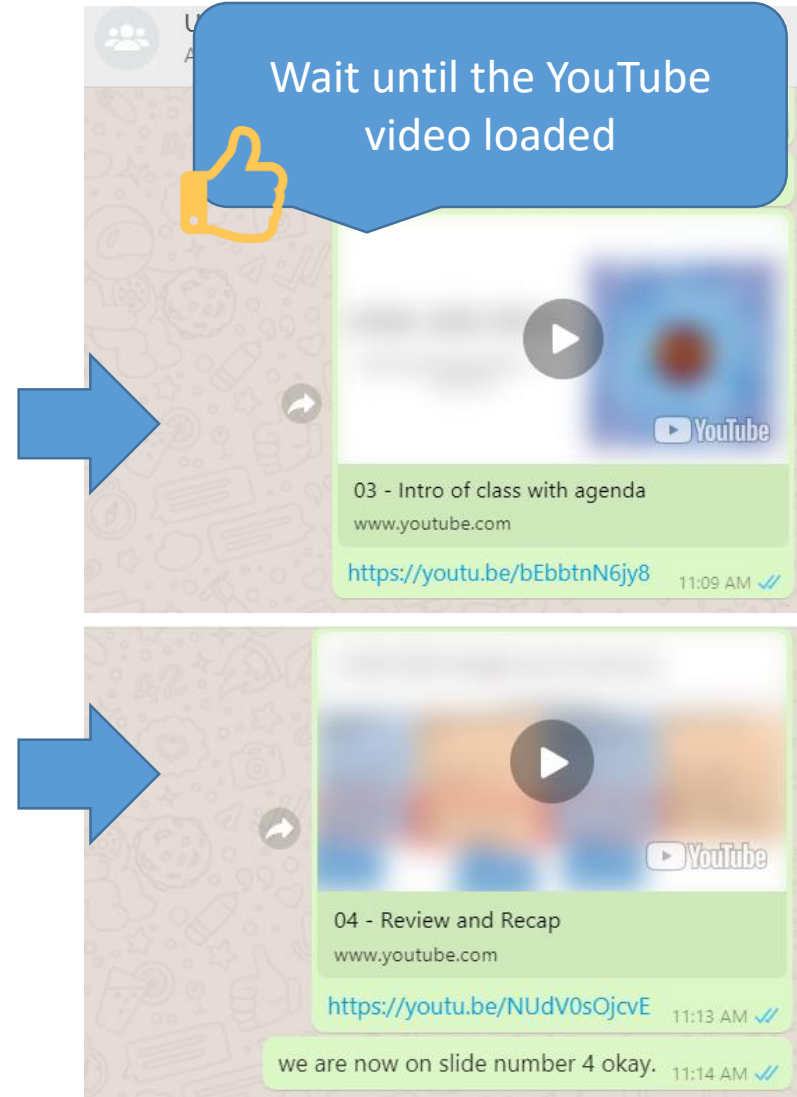 U
A
Wait until the YouTube
video loaded
YouTube
03 - Intro of class with agenda
www.youtube.com
https://youtu.be/bEbbtnN6jy8
11:09 AM
YouTube
04 - Review and Recap
www.youtube.com
https://youtu.be/NUdV0sOjcvE
11:13 AM
we are now on slide number 4 okay.
11:14 AM